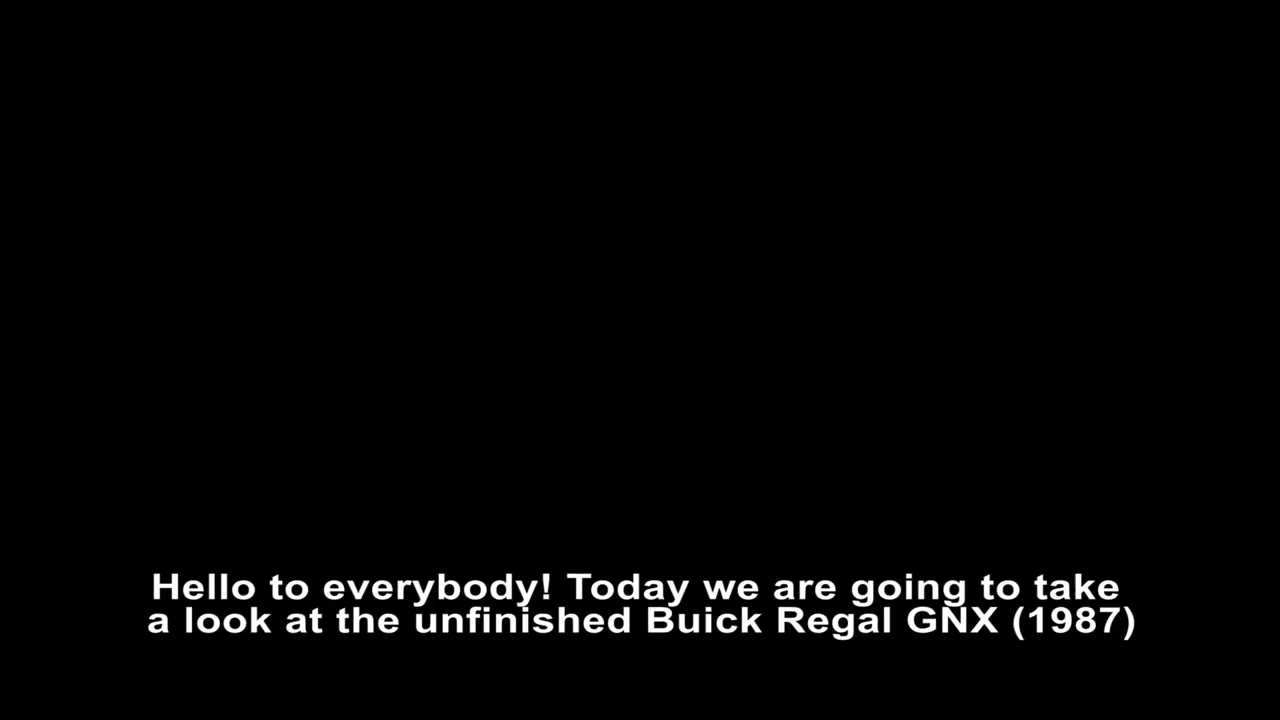 Hello to everybody! Today we are going to take
a look at the unfinished Buick Regal GNX (1987)